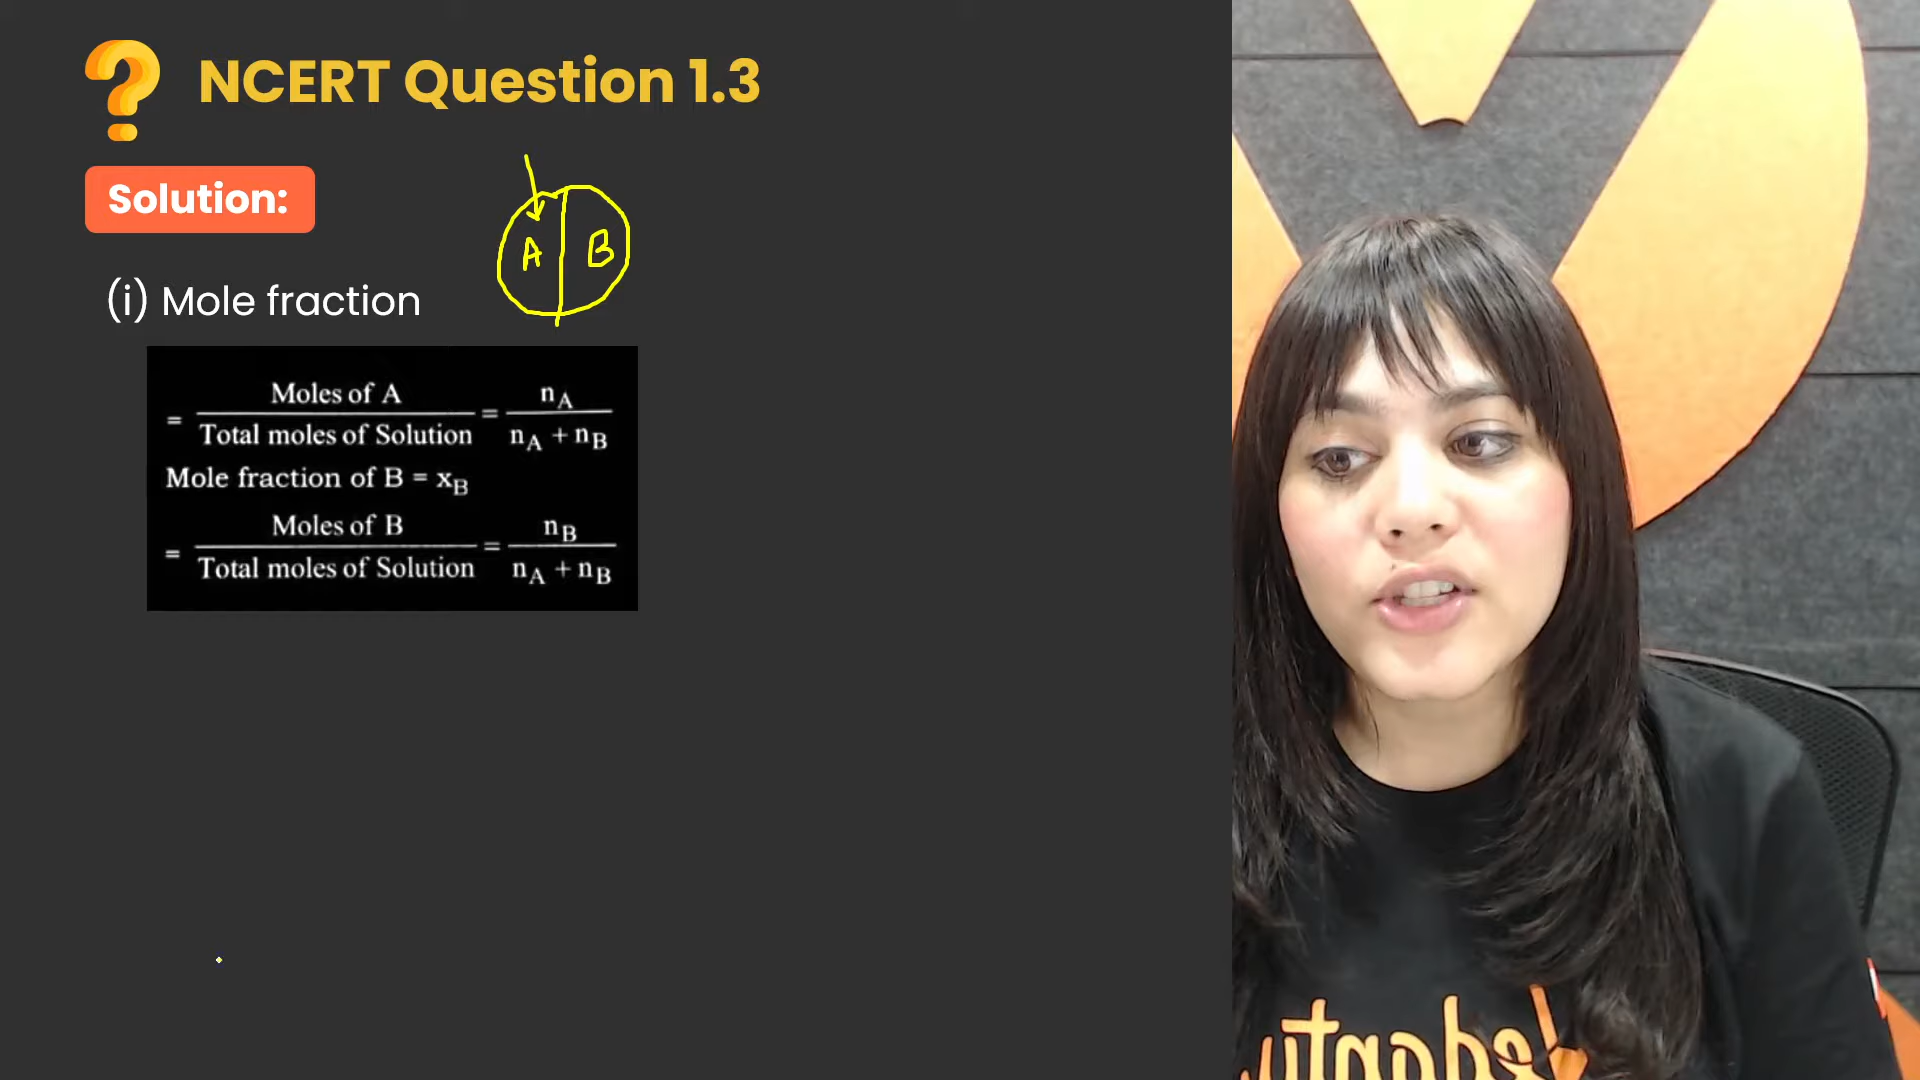 NCERT Question 1.3
Solution:
A B
(i) Mole fraction
= Moles of A / Total moles of Solution = nA / nA + nB
Mole fraction of B = xB
= Moles of B / Total moles of Solution = nB / nA + nB
Vedantu